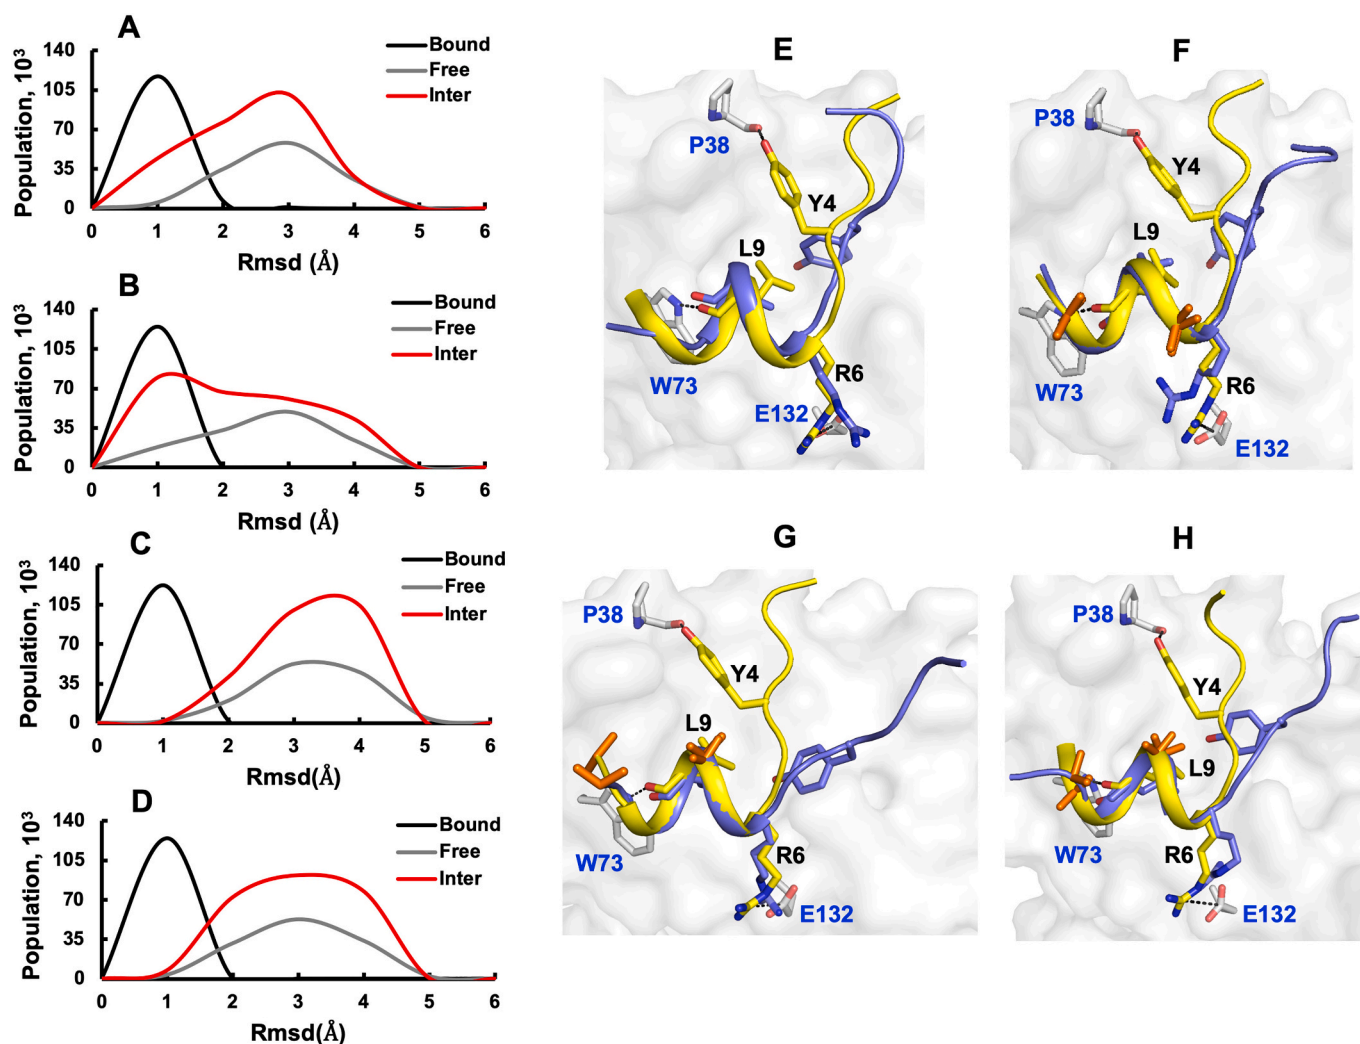 A
Population, 10³
140
105
70
35
0
Bound
Free
Inter
0 1 2 3 4 5 6
Rmsd (Å)
B
Population, 10³
140
105
70
35
0
Bound
Free
Inter
0 1 2 3 4 5 6
Rmsd (Å)
C
Population, 10³
140
105
70
35
0
Bound
Free
Inter
0 1 2 3 4 5 6
Rmsd(Å)
D
Population, 10³
140
105
70
35
0
Bound
Free
Inter
0 1 2 3 4 5 6
Rmsd(Å)
E
P38
Y4
L9
W73
R6
E132
F
P38
Y4
L9
W73
R6
E132
G
P38
Y4
L9
W73
R6
E132
H
P38
Y4
L9
W73
R6
E132